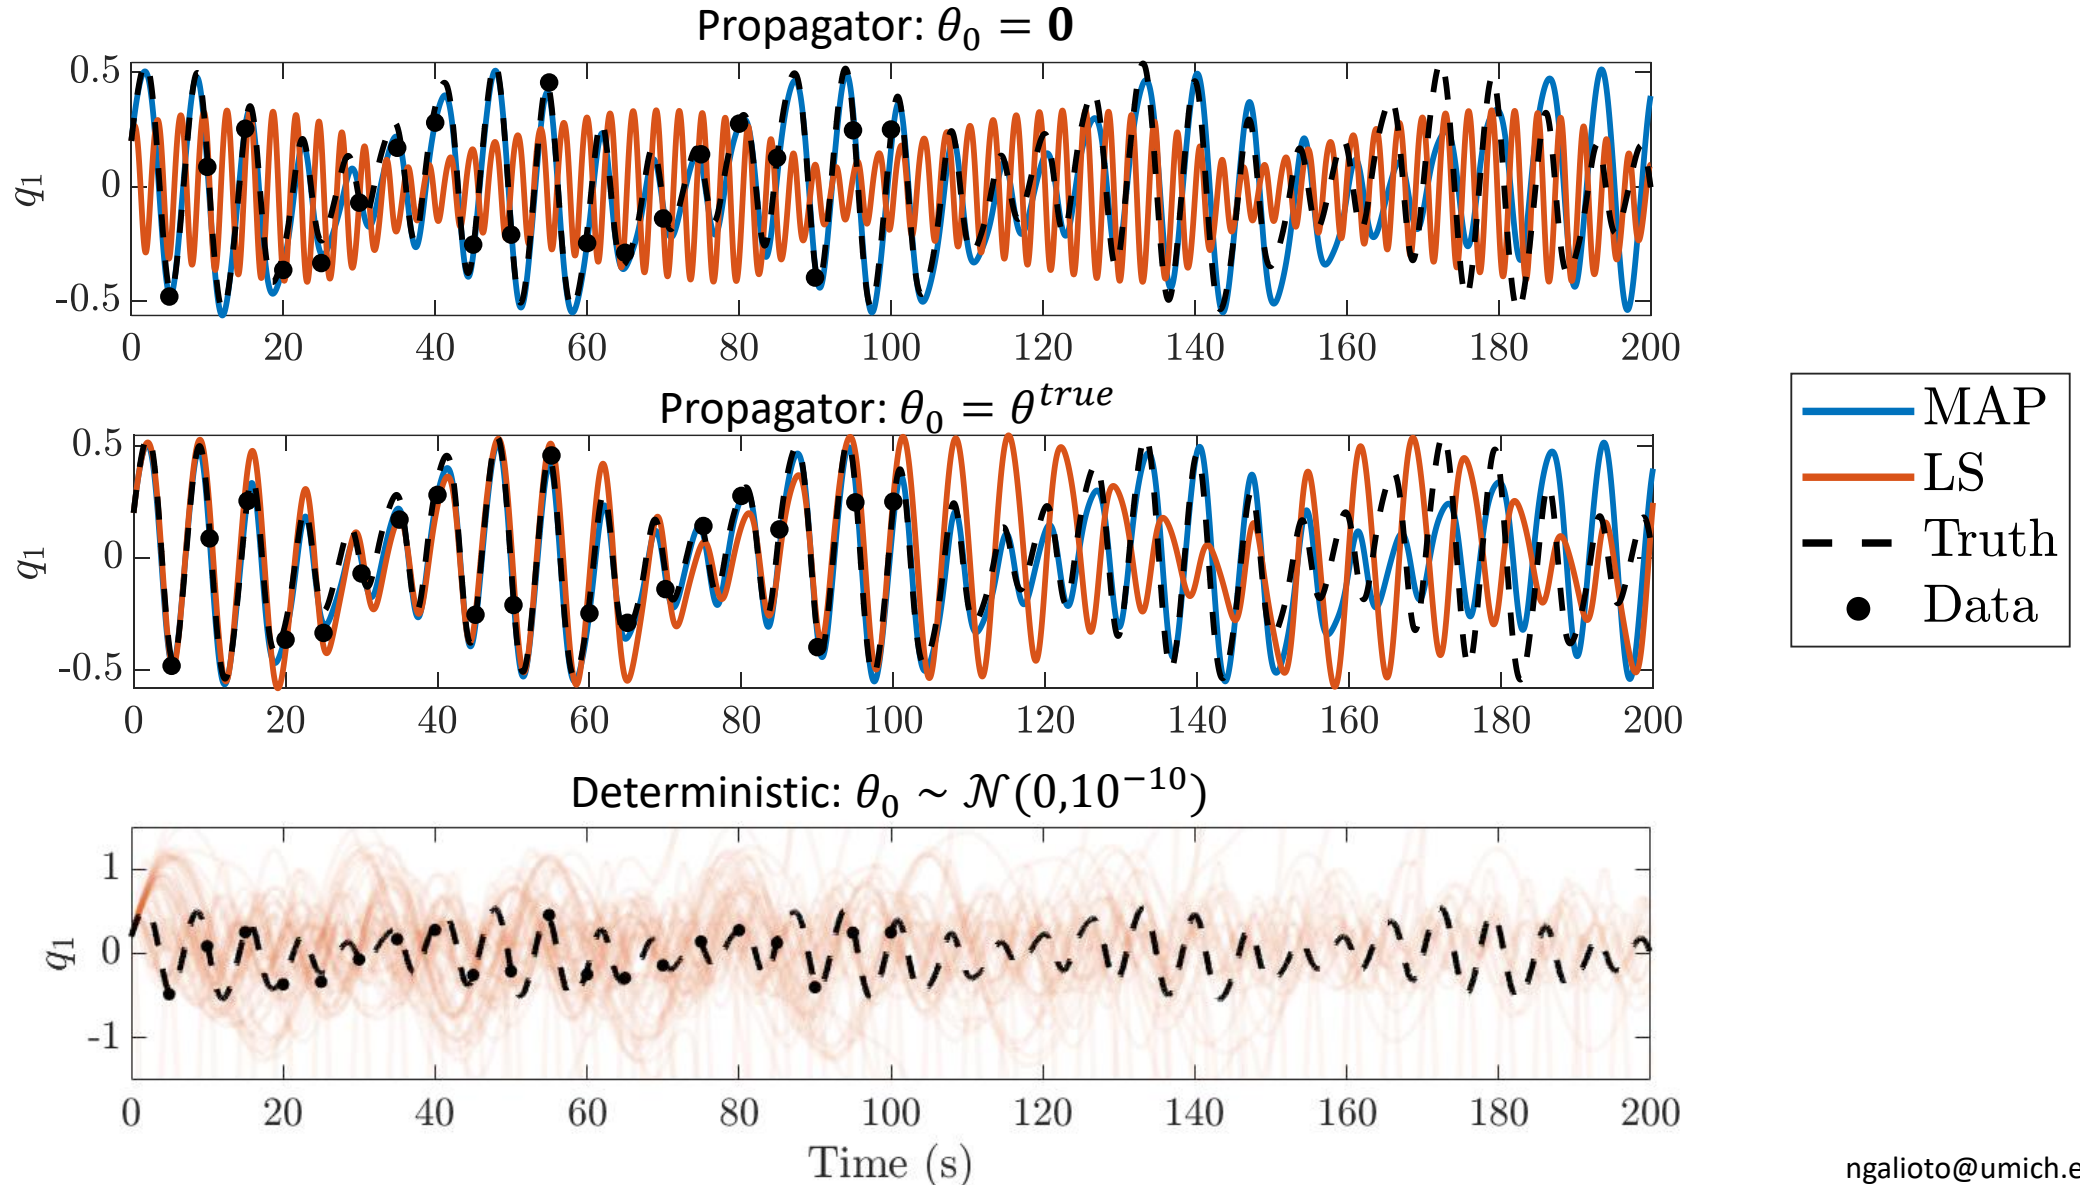 Propagator: θ₀ = 𝟎
0.5
0
-0.5
q₁
0 20 40 60 80 100 120 140 160 180 200
Propagator: θ₀ = θᵗʳᵘᵉ
0.5
0
-0.5
q₁
0 20 40 60 80 100 120 140 160 180 200
MAP
LS
Truth
Data
Deterministic: θ₀ ~ 𝒩(0,10⁻¹⁰)
1
0
-1
q₁
0 20 40 60 80 100 120 140 160 180 200
Time (s)
ngalioto@umich.e